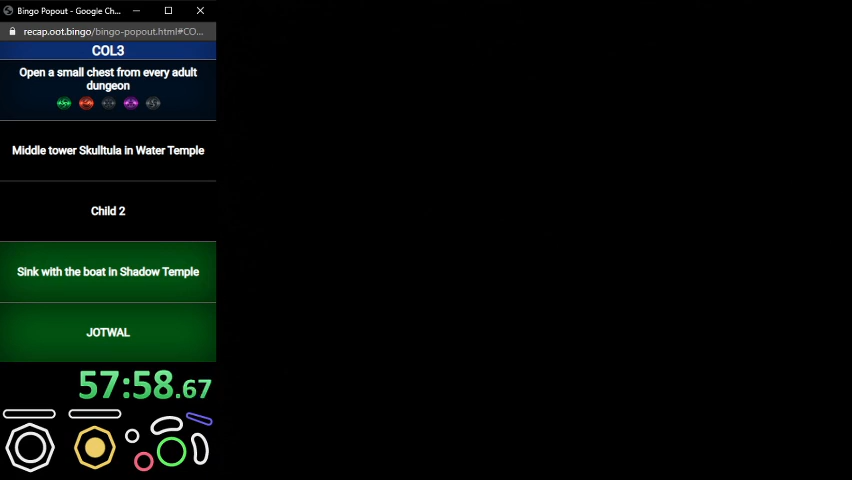 Bingo Popout - Google Ch...
recap.oot.bingo/bingo-popout.html#CO...
COL3
Open a small chest from every adult
dungeon
Middle tower Skulltula in Water Temple
Child 2
Sink with the boat in Shadow Temple
JOTWAL
57:58.67